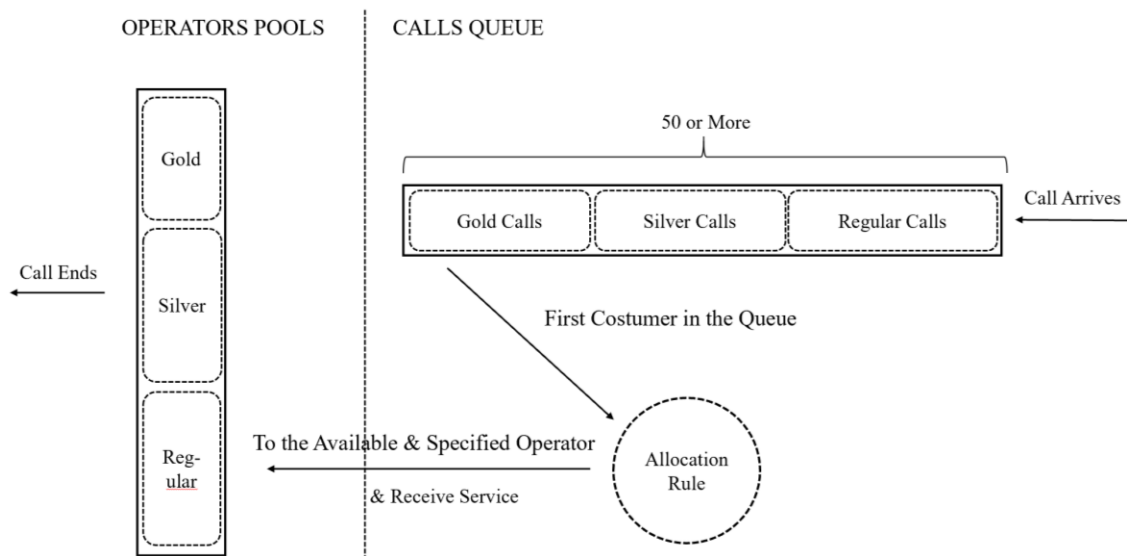 OPERATORS POOLS
CALLS QUEUE
50 or More
Gold
Gold Calls
Silver Calls
Regular Calls
Call Arrives
Call Ends
Silver
First Costumer in the Queue
To the Available & Specified Operator
& Receive Service
Reg-
ular
Allocation
Rule